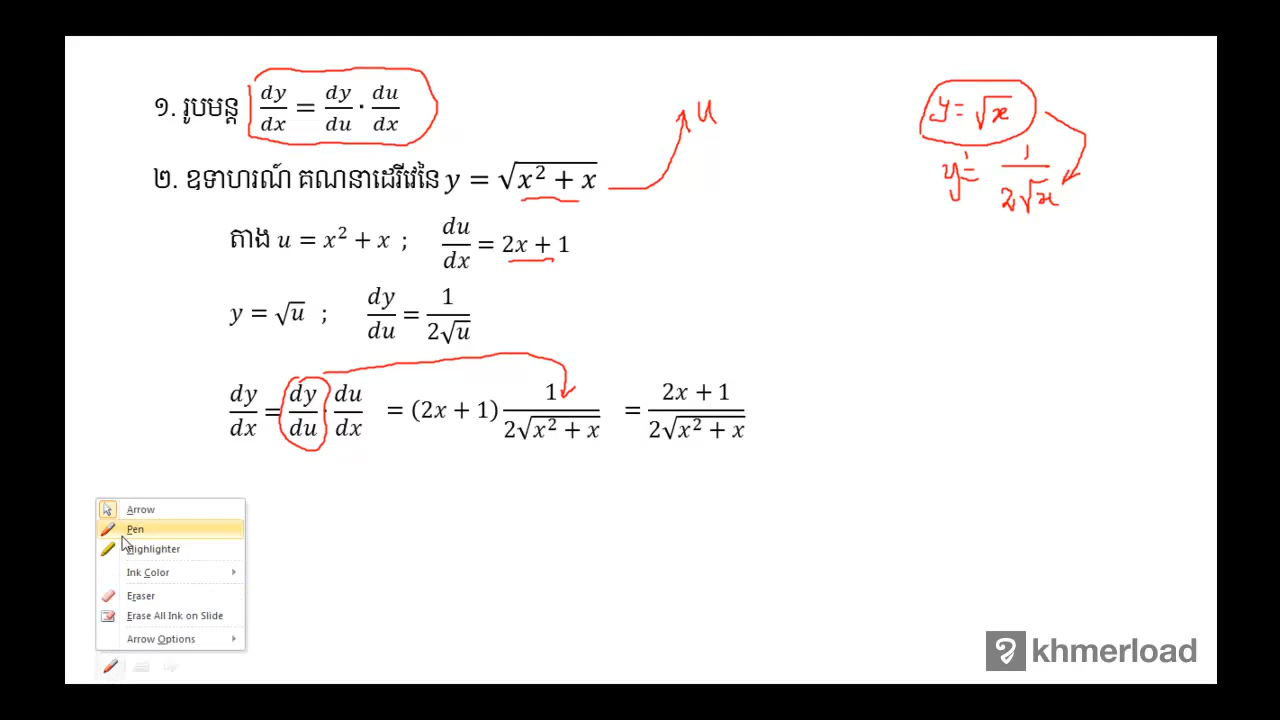 ១. រូបមន្ត dy/dx = dy/du · du/dx
២. ឧទាហរណ៍ គណនាដេរីវេនៃ y = √(x² + x)
u
y = √x
y' = 1/(2√x)
តាង u = x² + x ; du/dx = 2x + 1
y = √u ; dy/du = 1/(2√u)
dy/dx = dy/du · du/dx = (2x + 1) 1/(2√(x² + x)) = (2x + 1)/(2√(x² + x))
Arrow
Pen
Highlighter
Ink Color
Eraser
Erase All Ink on Slide
Arrow Options
khmerload